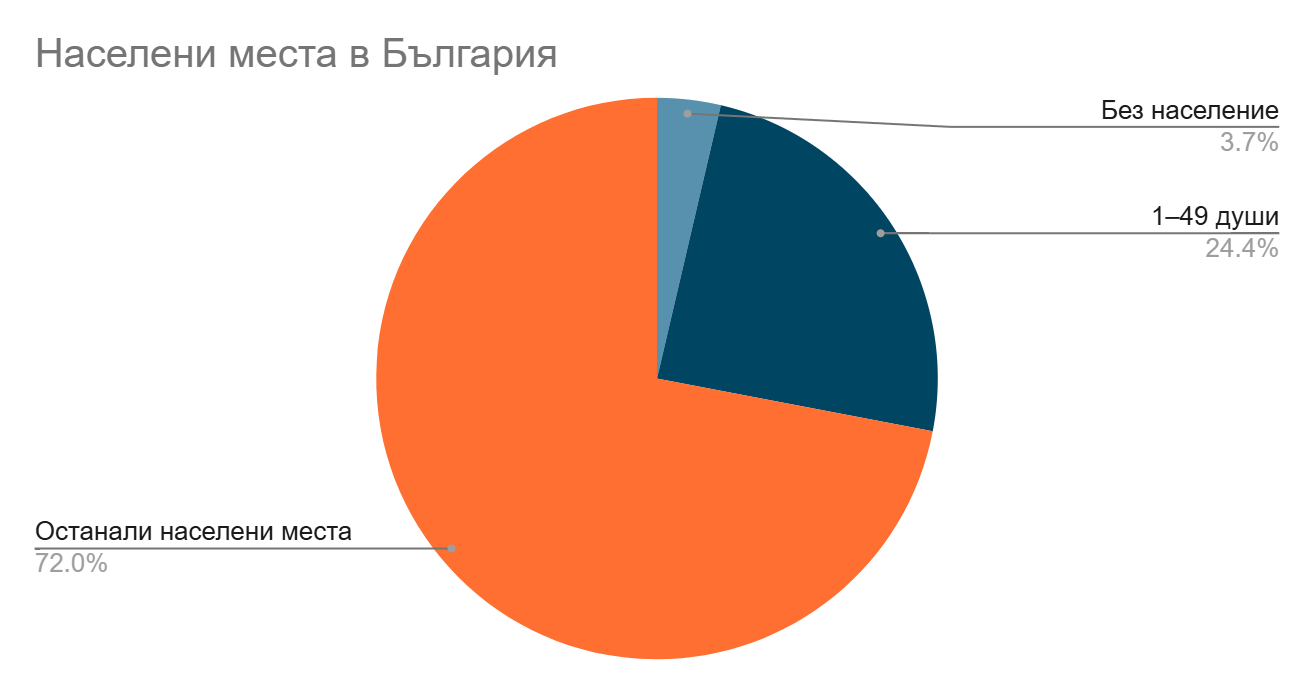 Населени места в България
Без население
3.7%
1–49 души
24.4%
Останали населени места
72.0%